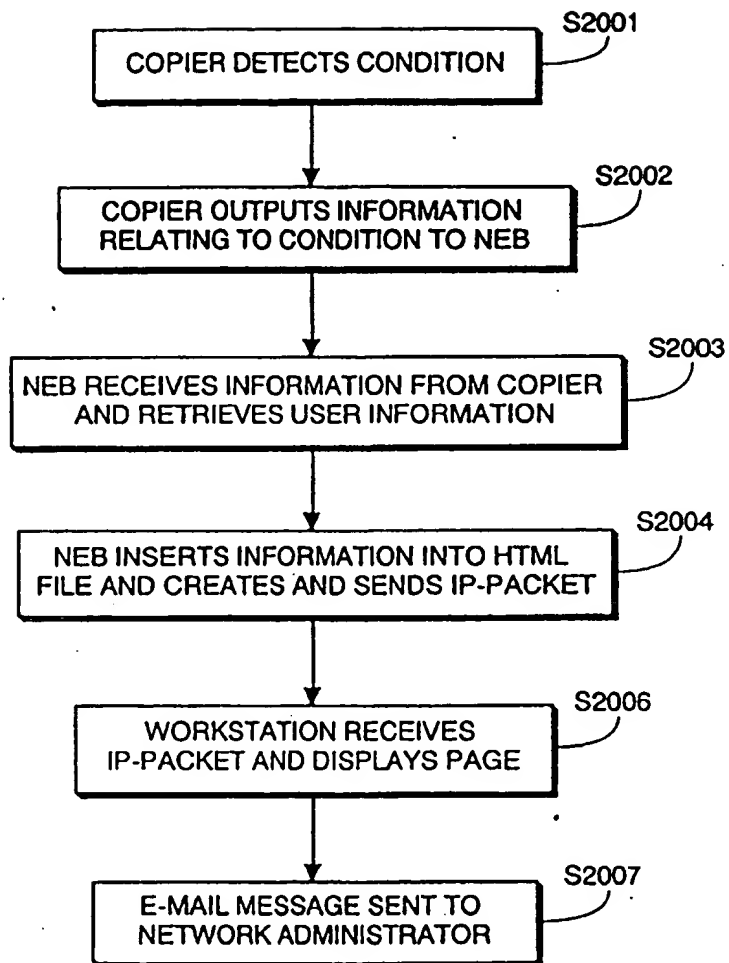 S2001
COPIER DETECTS CONDITION
S2002
COPIER OUTPUTS INFORMATION
RELATING TO CONDITION TO NEB
S2003
NEB RECEIVES INFORMATION FROM COPIER
AND RETRIEVES USER INFORMATION
S2004
NEB INSERTS INFORMATION INTO HTML
FILE AND CREATES AND SENDS IP-PACKET
S2006
WORKSTATION RECEIVES
IP-PACKET AND DISPLAYS PAGE
S2007
E-MAIL MESSAGE SENT TO
NETWORK ADMINISTRATOR